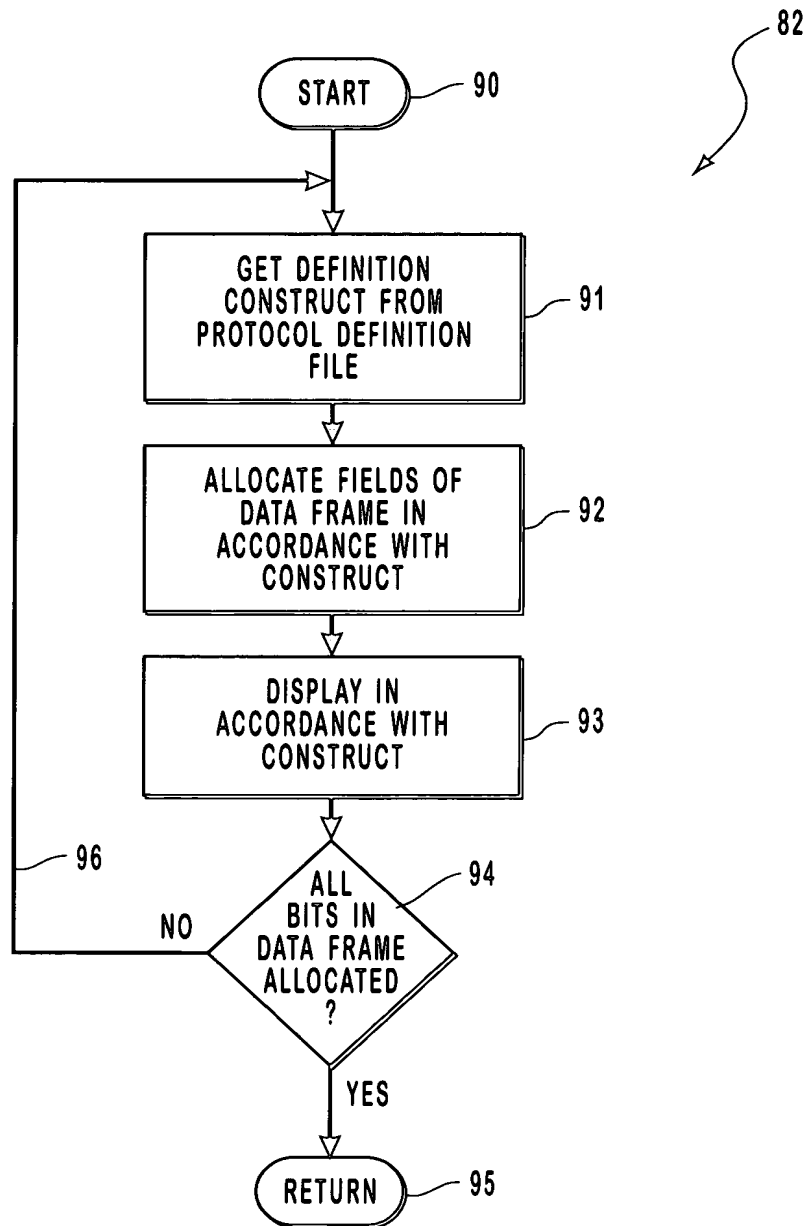 82
START
90
GET DEFINITION
CONSTRUCT FROM
PROTOCOL DEFINITION
FILE
91
ALLOCATE FIELDS OF
DATA FRAME IN
ACCORDANCE WITH
CONSTRUCT
92
DISPLAY IN
ACCORDANCE WITH
CONSTRUCT
93
96
94
ALL
BITS IN
DATA FRAME
ALLOCATED
?
NO
YES
RETURN
95